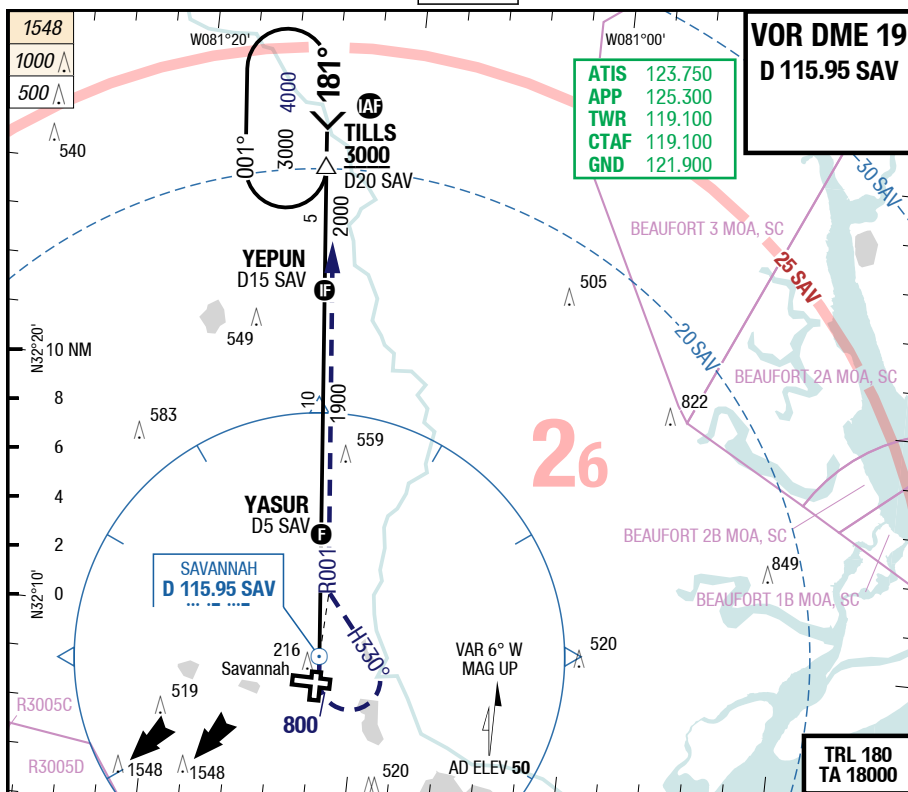 1548
1000
500
W081°20'
W081°00'
VOR DME 19
D 115.95 SAV
ATIS 123.750
APP 125.300
TWR 119.100
CTAF 119.100
GND 121.900
540
001°
3000
4000
181°
IAF
TILLS
3000
D20 SAV
30 SAV
5
2000
BEAUFORT 3 MOA, SC
YEPUN
D15 SAV
IF
25 SAV
505
549
N32°20'
10 NM
20 SAV
BEAUFORT 2A MOA, SC
8
10
1900
583
822
6
559
26
4
YASUR
D5 SAV
F
2
BEAUFORT 2B MOA, SC
SAVANNAH
D 115.95 SAV
R001
849
N32°10'
0
BEAUFORT 1B MOA, SC
H330°
216
Savannah
VAR 6° W
MAG UP
520
519
R3005C
800
R3005D
1548
1548
520
AD ELEV 50
TRL 180
TA 18000